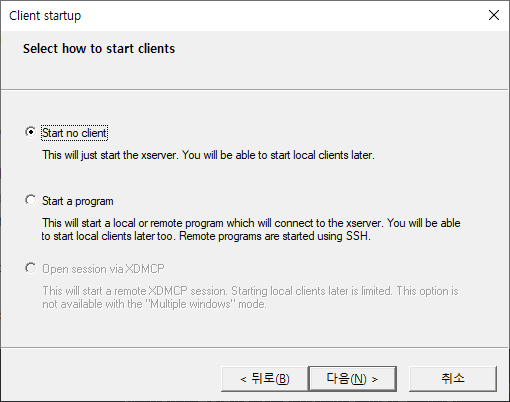 Client startup
Select how to start clients
Start no client
This will just start the xserver. You will be able to start local clients later.
Start a program
This will start a local or remote program which will connect to the xserver. You will be able
to start local clients later too. Remote programs are started using SSH.
Open session via XDMCP
This will start a remote XDMCP session. Starting local clients later is limited. This option is
not available with the "Multiple windows" mode.
< 뒤로(B)
다음(N) >
취소